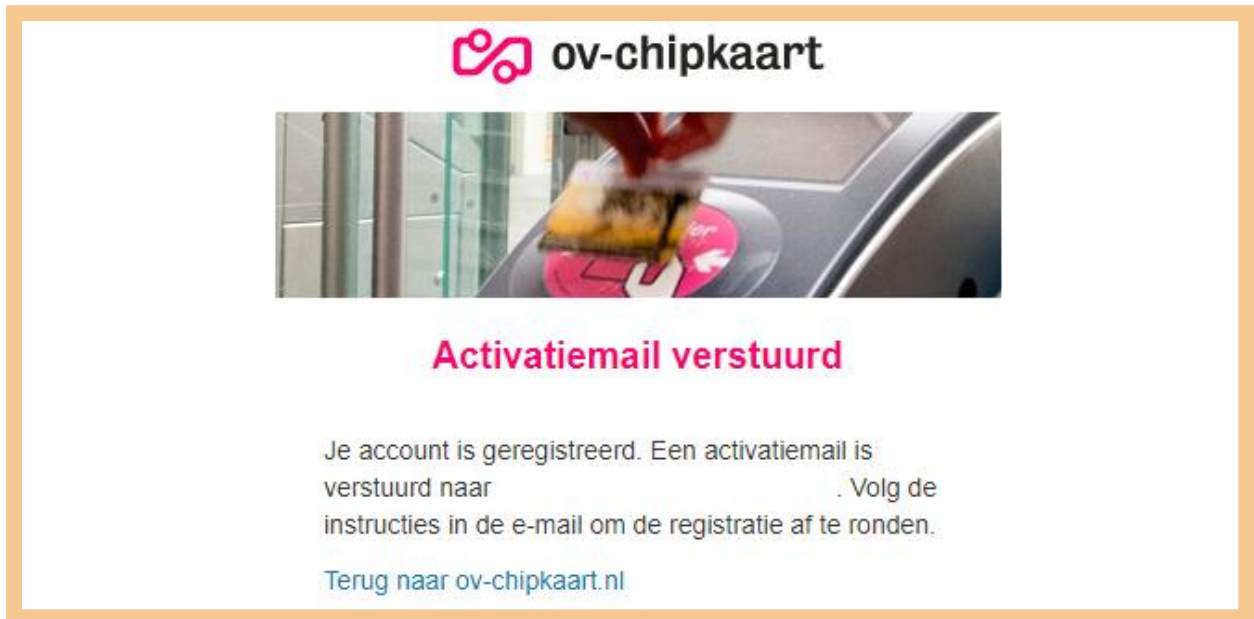 ov-chipkaart
ier
Activatiemail verstuurd
Je account is geregistreerd. Een activatiemail is
verstuurd naar . Volg de
instructies in de e-mail om de registratie af te ronden.
Terug naar ov-chipkaart.nl